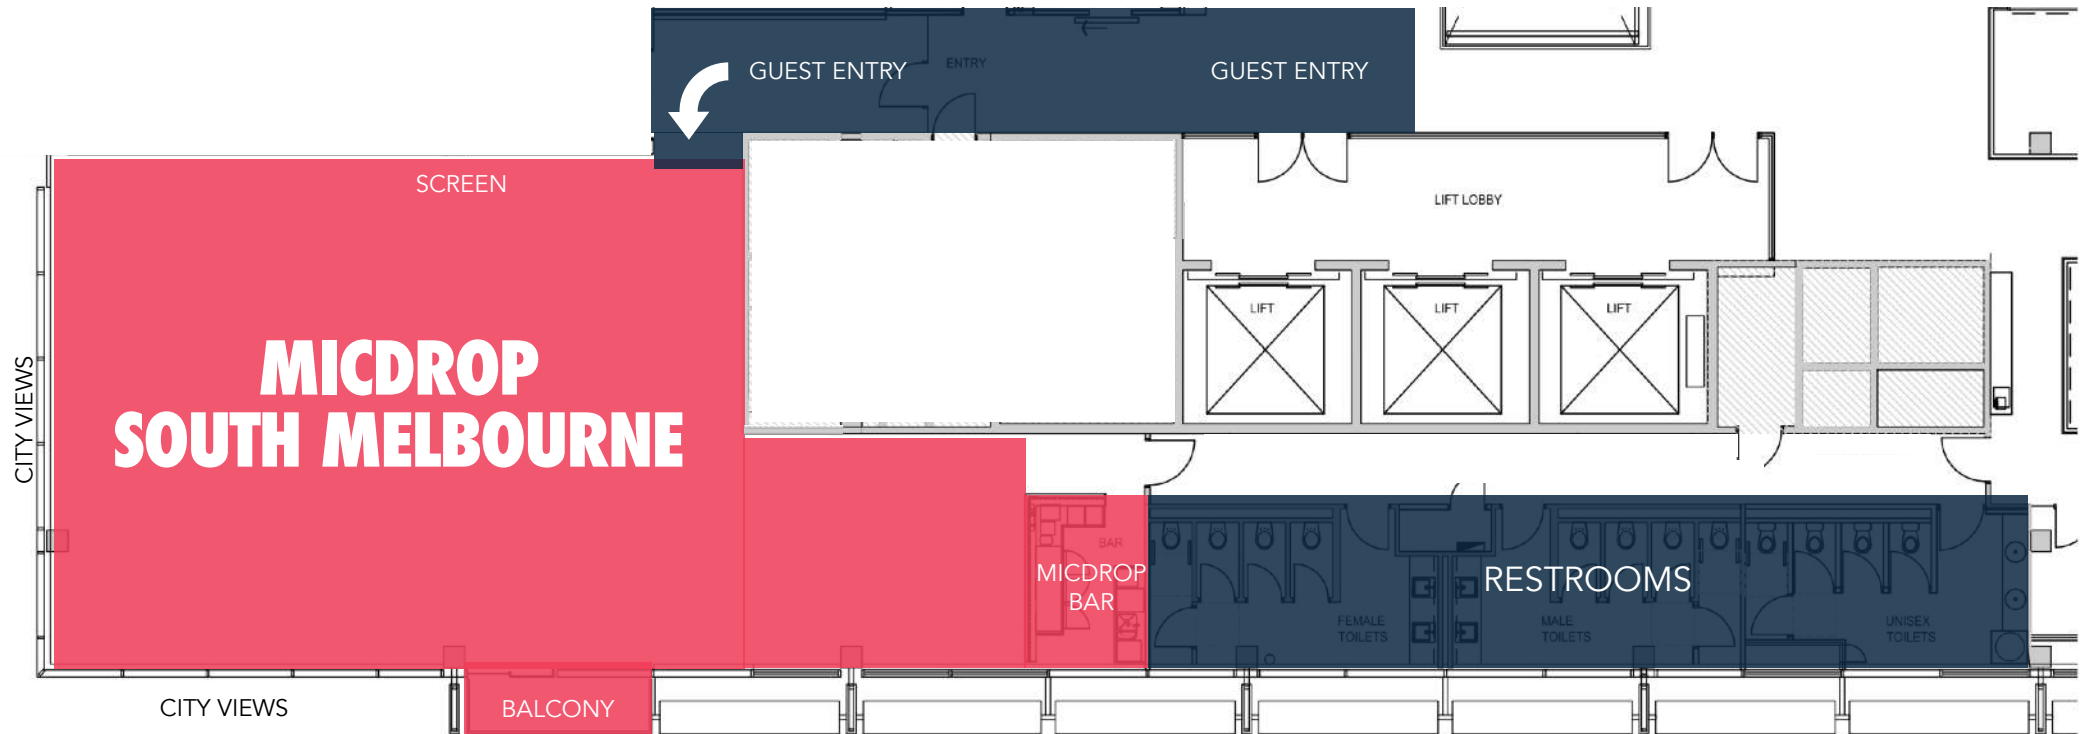 GUEST ENTRY
ENTRY
GUEST ENTRY
SCREEN
LIFT LOBBY
LIFT
LIFT
LIFT
MICDROP
SOUTH MELBOURNE
CITY VIEWS
BAR
MICDROP
BAR
RESTROOMS
FEMALE
TOILETS
MALE
TOILETS
UNISEX
TOILETS
CITY VIEWS
BALCONY